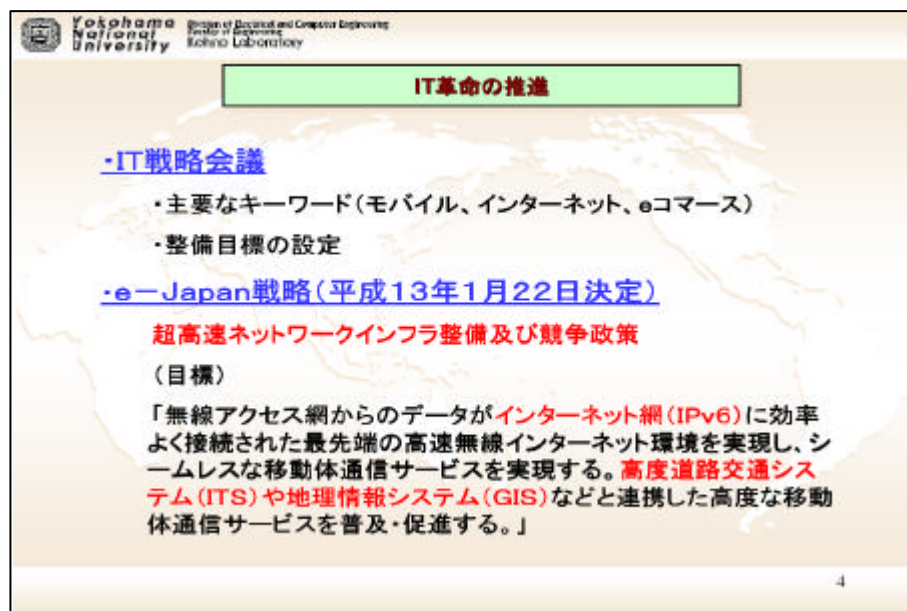 Yokohama
National
University
Division of Electrical and Computer Engineering
Faculty of Engineering
Kohno Laboratory
IT革命の推進
・IT戦略会議
・主要なキーワード(モバイル、インターネット、eコマース)
・整備目標の設定
・e-Japan戦略(平成13年1月22日決定)
超高速ネットワークインフラ整備及び競争政策
(目標)
「無線アクセス網からのデータがインターネット網(IPv6)に効率
よく接続された最先端の高速無線インターネット環境を実現し、シ
ームレスな移動体通信サービスを実現する。高度道路交通シス
テム(ITS)や地理情報システム(GIS)などと連携した高度な移動
体通信サービスを普及・促進する。」
4